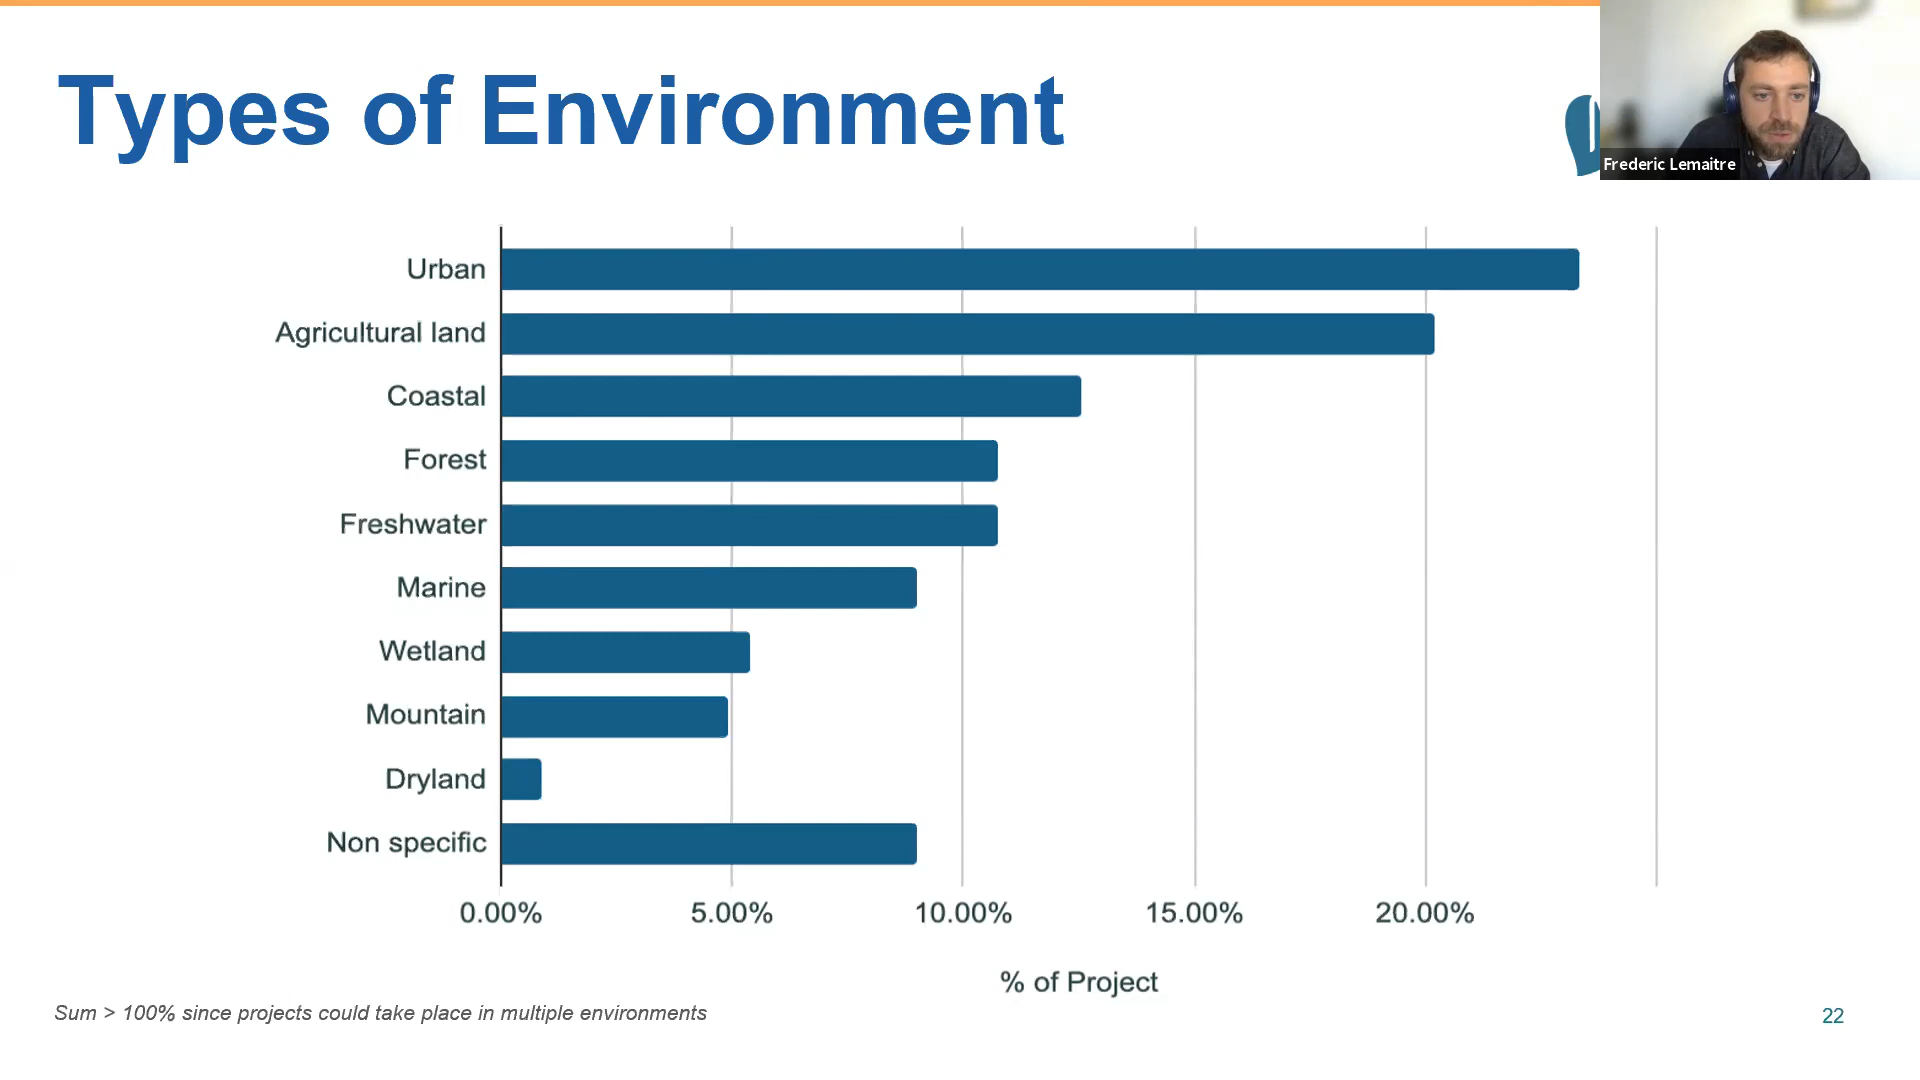 Types of Environment
Frederic Lemaitre
Urban
Agricultural land
Coastal
Forest
Freshwater
Marine
Wetland
Mountain
Dryland
Non specific
0.00% 5.00% 10.00% 15.00% 20.00%
% of Project
Sum > 100% since projects could take place in multiple environments
22